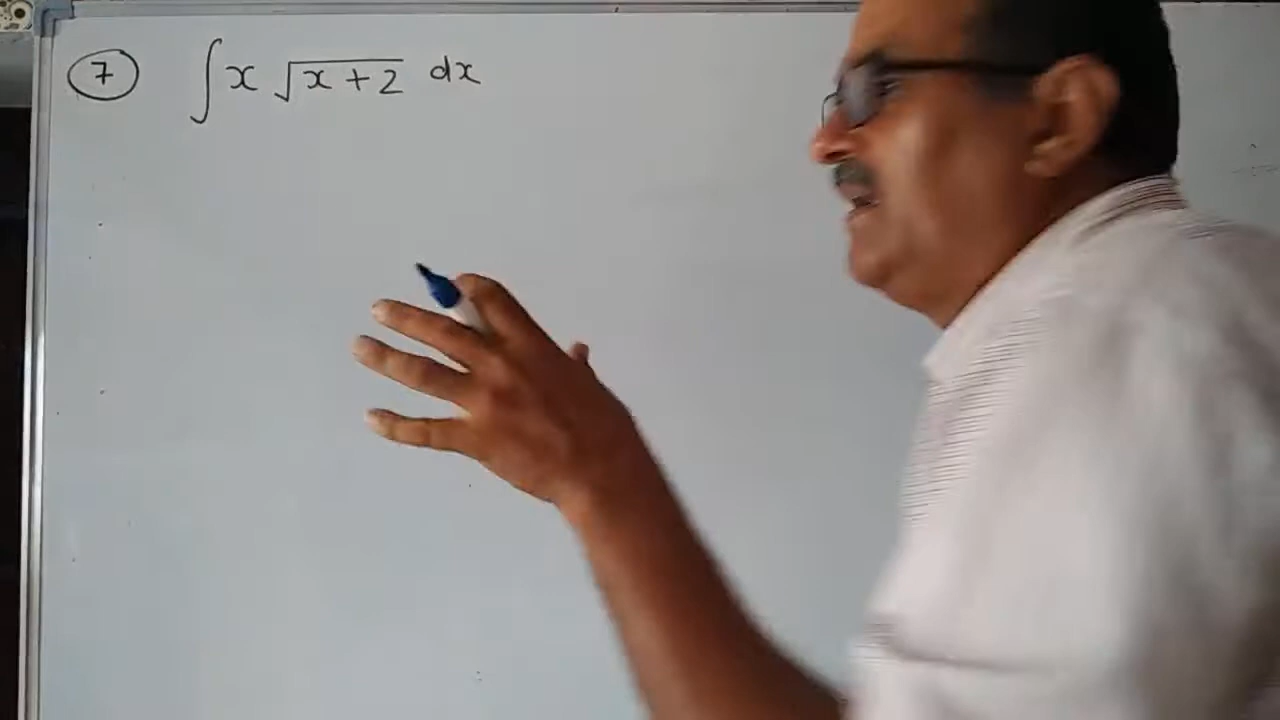 7 ∫ x √(x + 2) dx